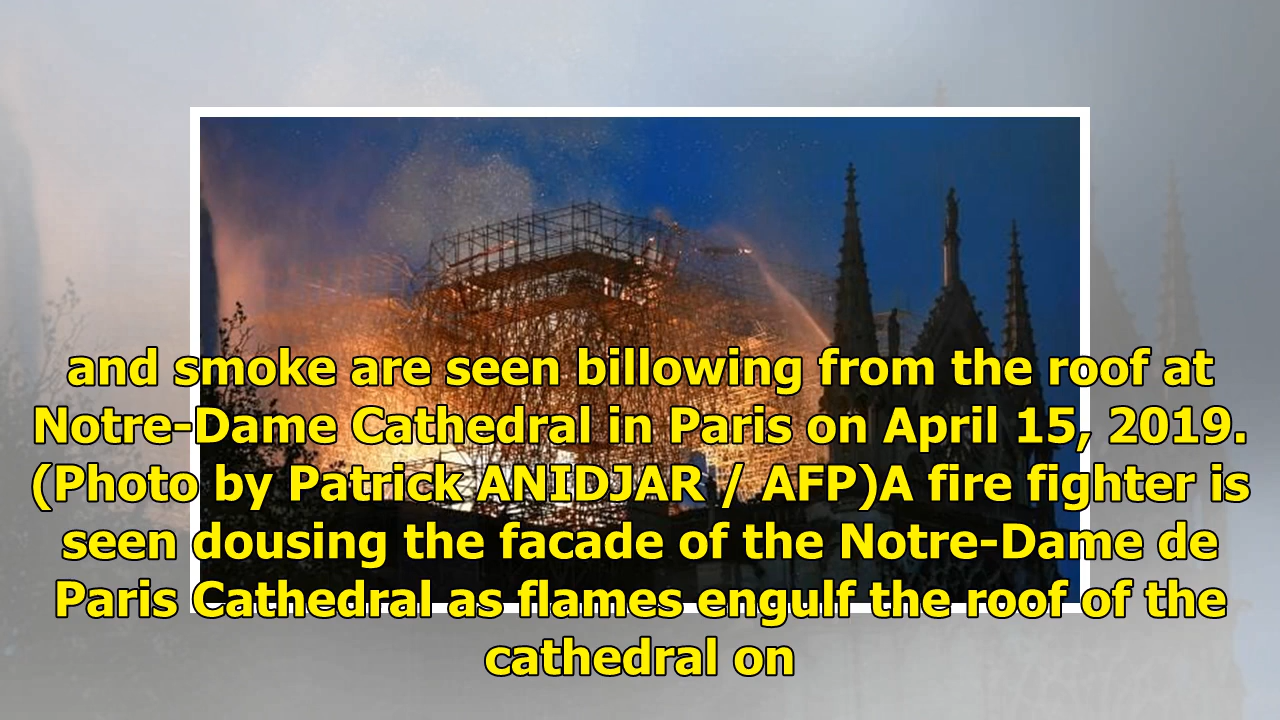 and smoke are seen billowing from the roof at
Notre-Dame Cathedral in Paris on April 15, 2019.
(Photo by Patrick ANIDJAR / AFP)A fire fighter is
seen dousing the facade of the Notre-Dame de
Paris Cathedral as flames engulf the roof of the
cathedral on